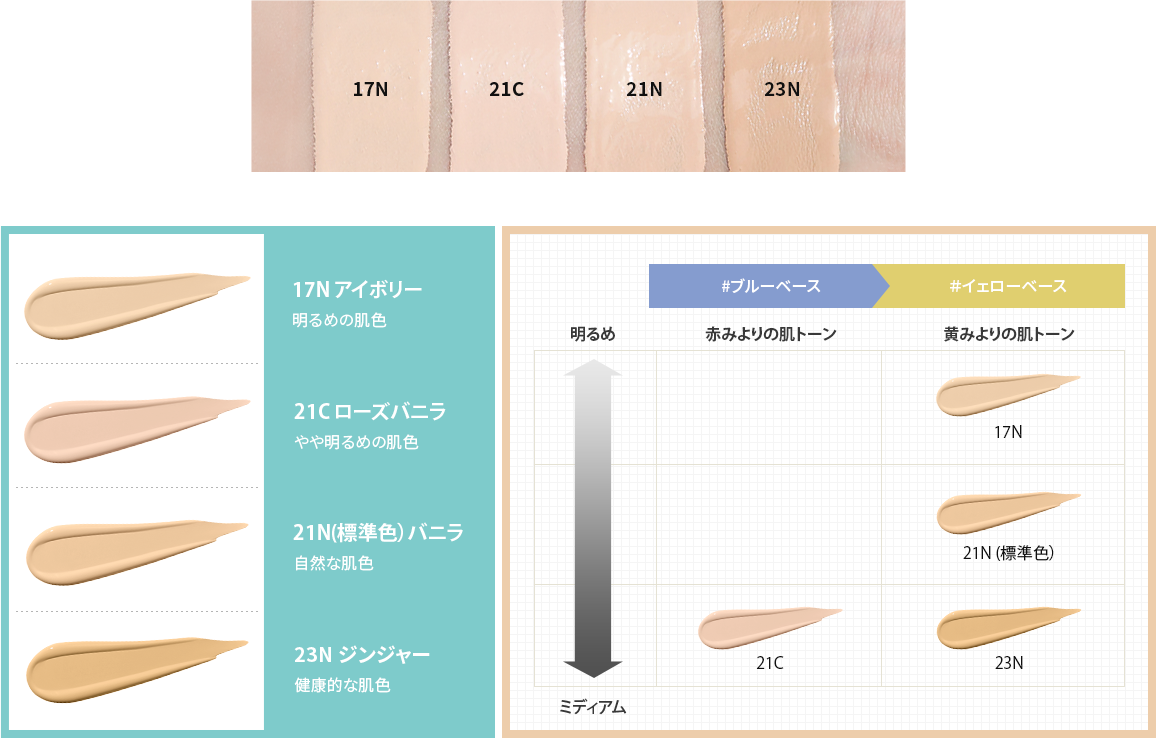 17N
21C
21N
23N
17N アイボリー
明るめの肌色
21C ローズバニラ
やや明るめの肌色
21N(標準色) バニラ
自然な肌色
23N ジンジャー
健康的な肌色
#ブルーベース
#イェローベース
明るめ
赤みよりの肌トーン
黄みよりの肌トーン
17N
21N (標準色)
21C
23N
ミディアム